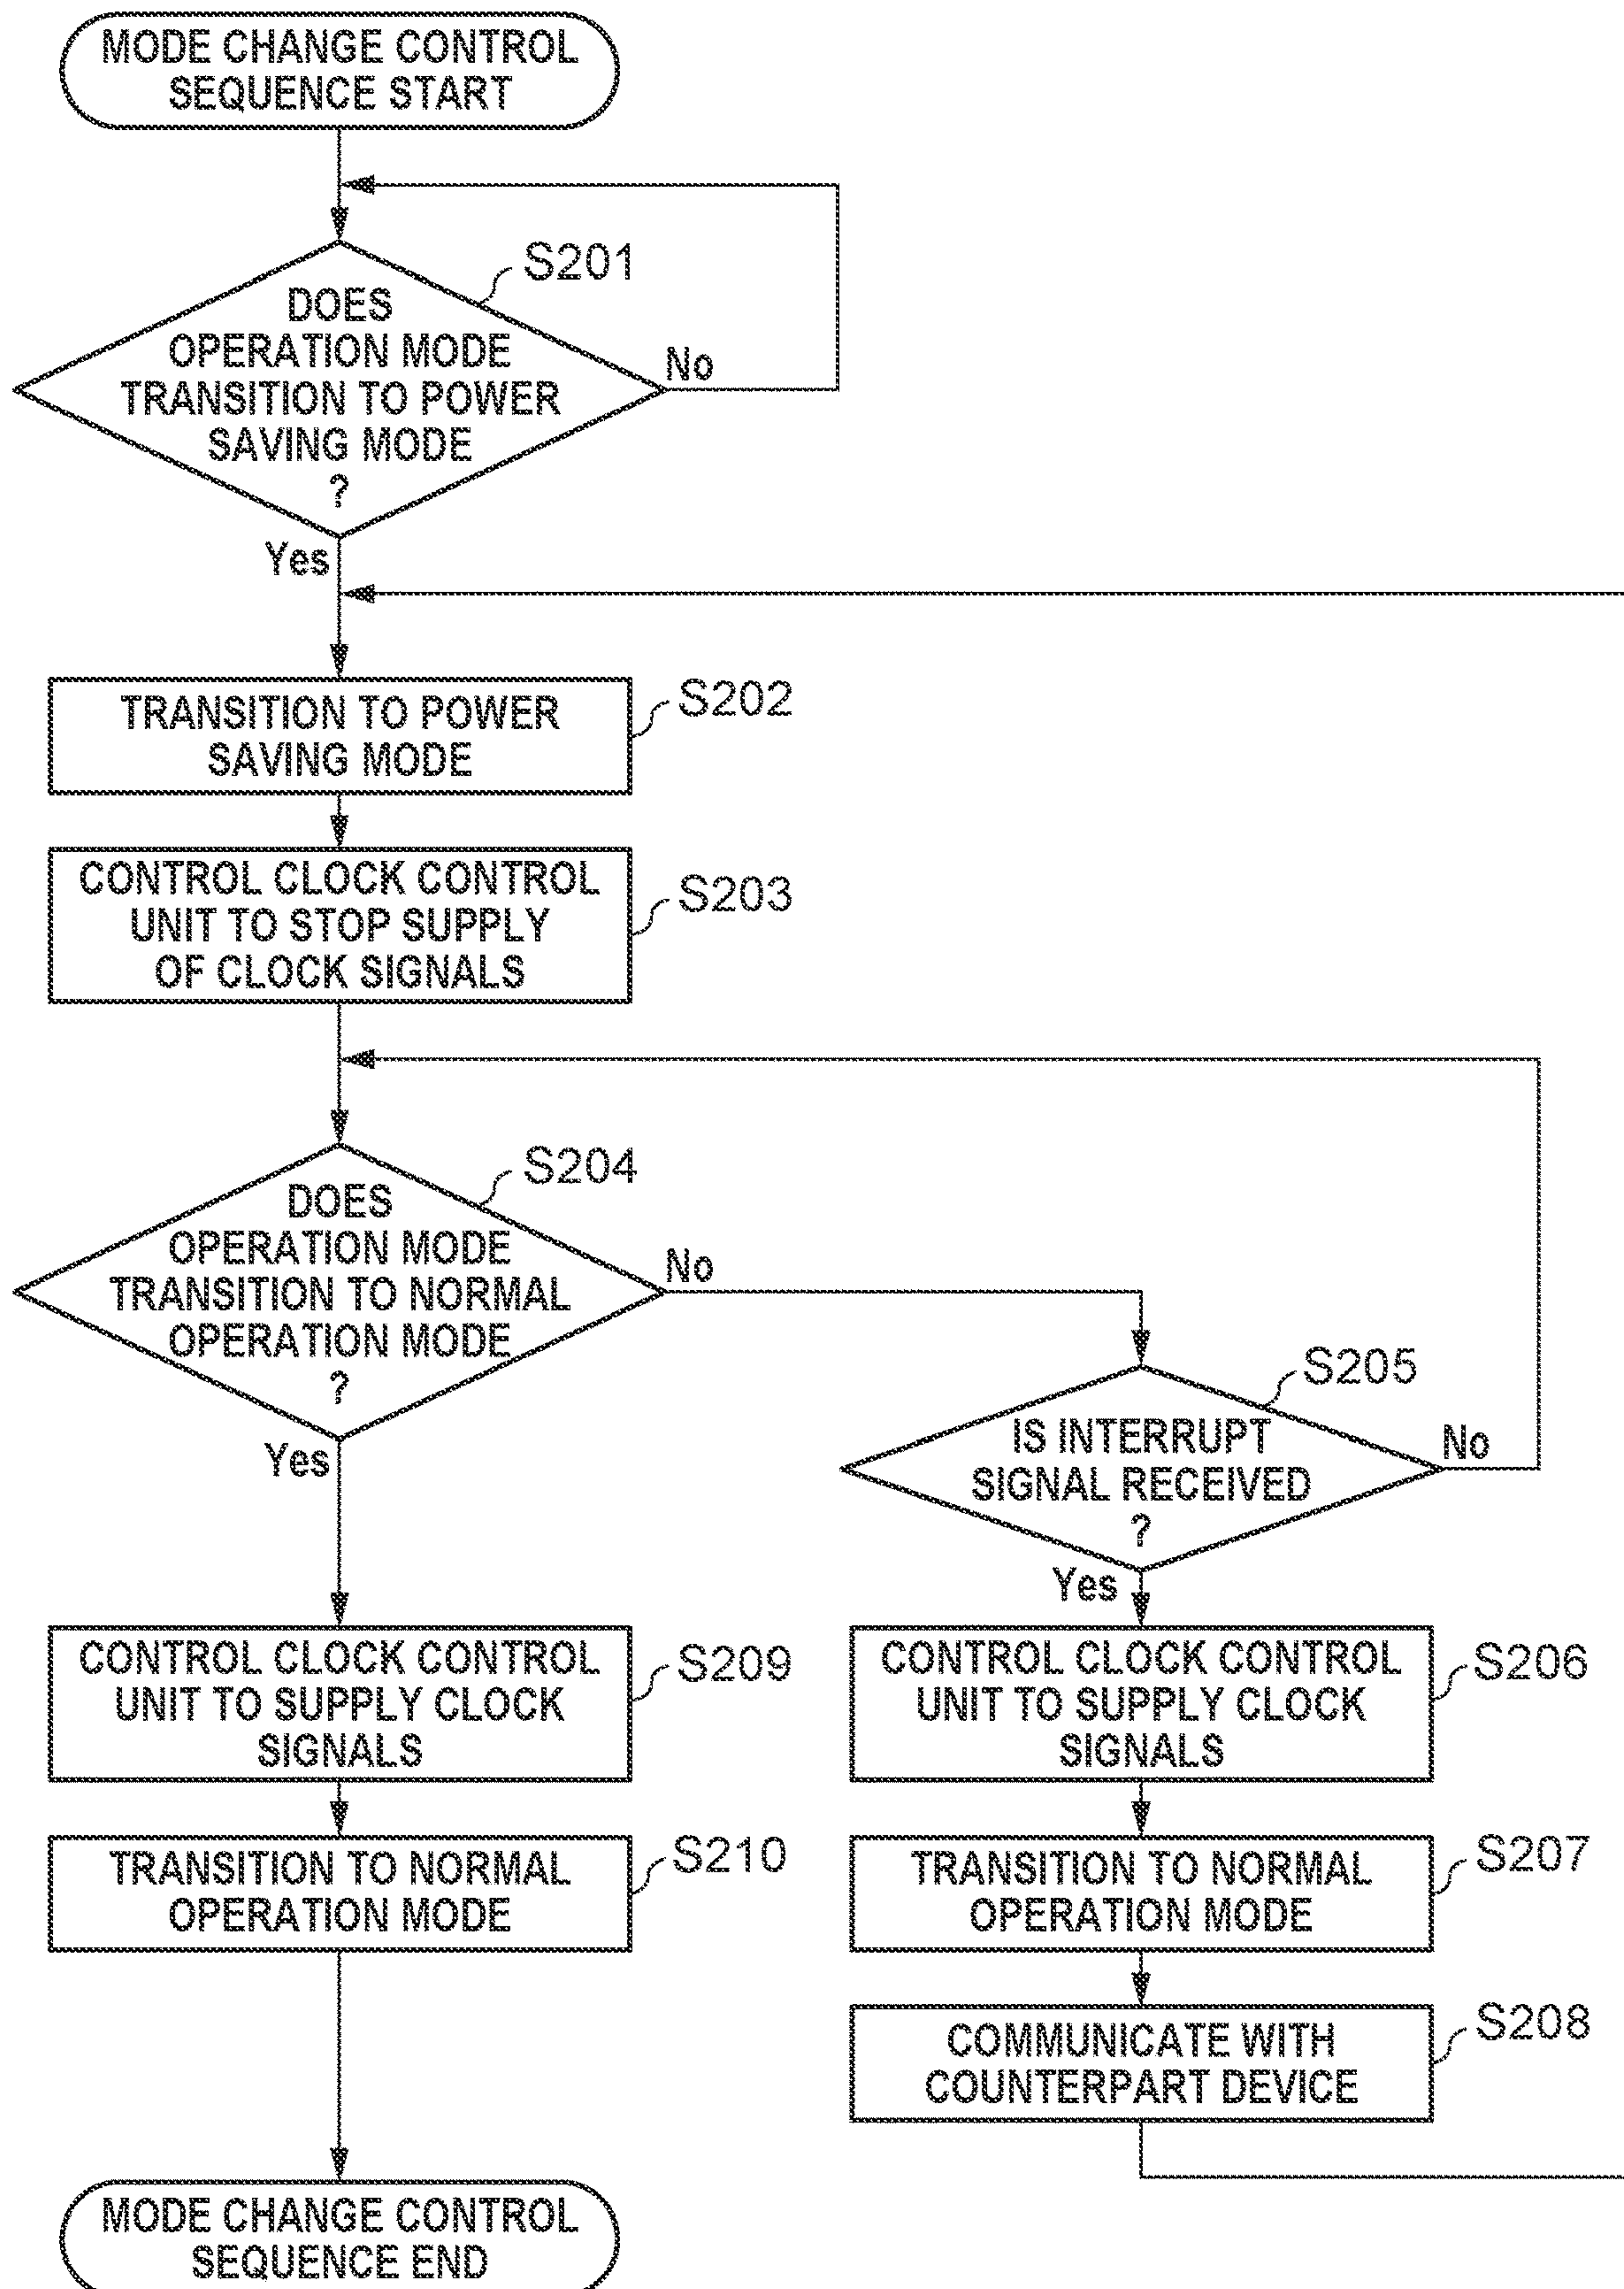 MODE CHANGE CONTROL
SEQUENCE START
S201
DOES
OPERATION MODE
TRANSITION TO POWER
SAVING MODE
?
No
Yes
TRANSITION TO POWER
SAVING MODE
S202
CONTROL CLOCK CONTROL
UNIT TO STOP SUPPLY
OF CLOCK SIGNALS
S203
S204
DOES
OPERATION MODE
TRANSITION TO NORMAL
OPERATION MODE
?
No
Yes
S205
IS INTERRUPT
SIGNAL RECEIVED
?
No
Yes
CONTROL CLOCK CONTROL
UNIT TO SUPPLY CLOCK
SIGNALS
S209
CONTROL CLOCK CONTROL
UNIT TO SUPPLY CLOCK
SIGNALS
S206
TRANSITION TO NORMAL
OPERATION MODE
S210
TRANSITION TO NORMAL
OPERATION MODE
S207
COMMUNICATE WITH
COUNTERPART DEVICE
S208
MODE CHANGE CONTROL
SEQUENCE END